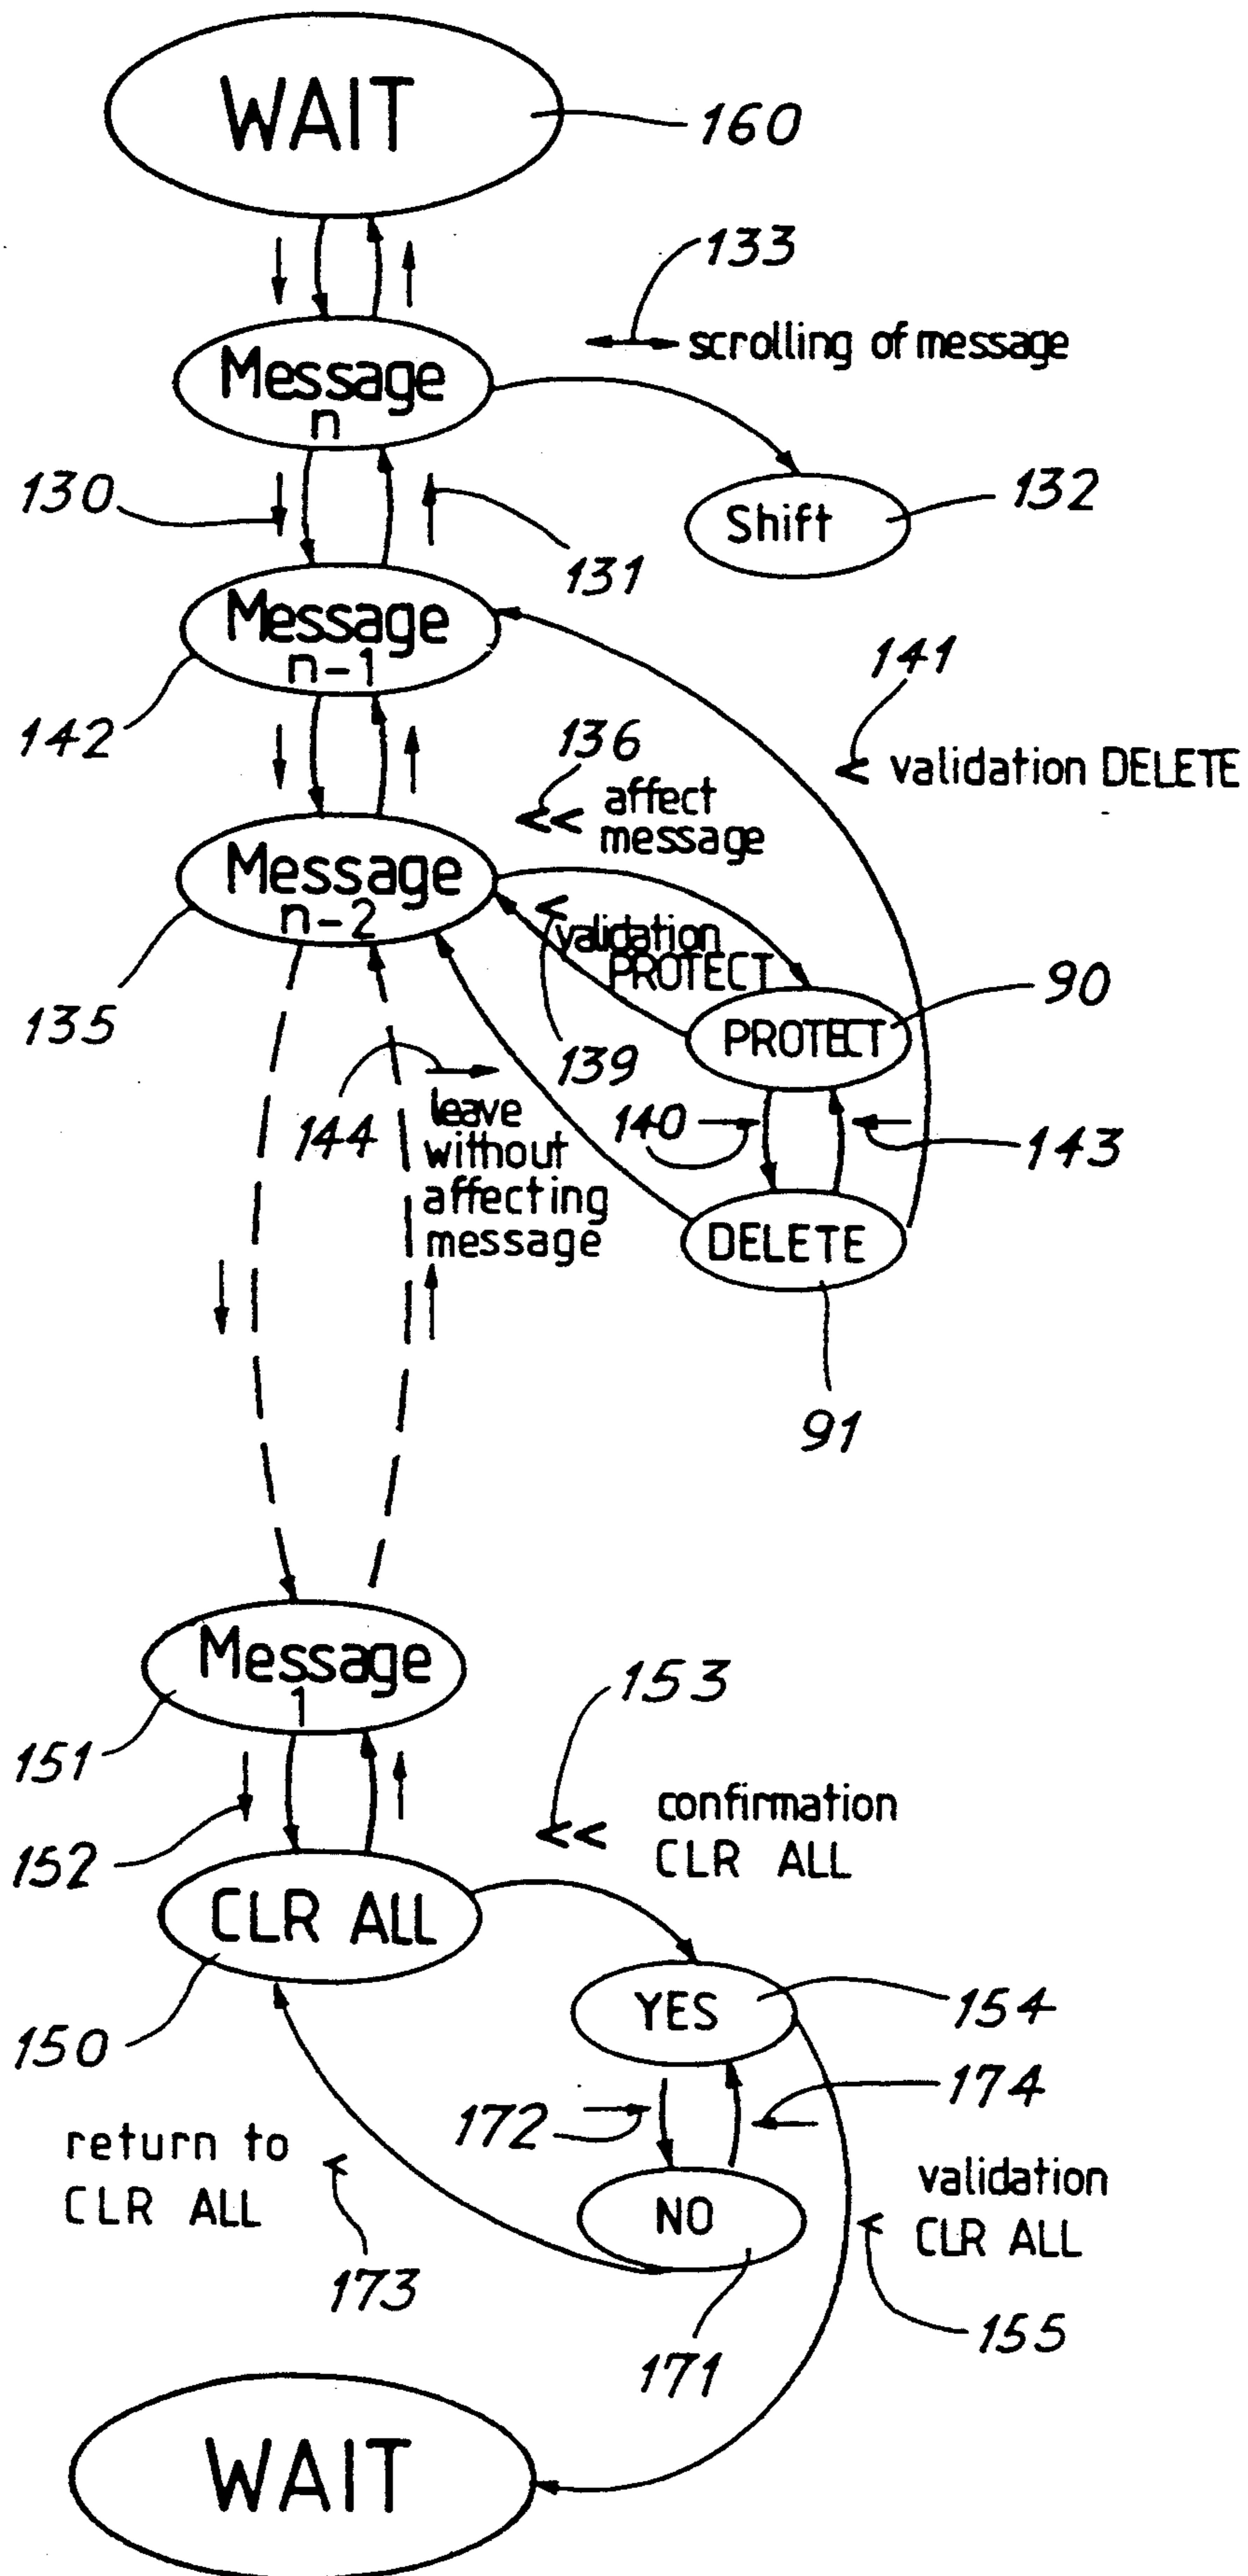 WAIT
160
133
scrolling of message
Message
n
130
131
Shift
132
Message
n-1
142
141
< validation DELETE
136
<< affect
message
Message
n-2
135
<
validation
PROTECT
139
90
PROTECT
144
leave
without
affecting
message
140
143
DELETE
91
Message
1
151
152
153
<< confirmation
CLR ALL
CLR ALL
150
YES
154
172
174
return to <
CLR ALL
173
NO
171
validation
< CLR ALL
155
WAIT